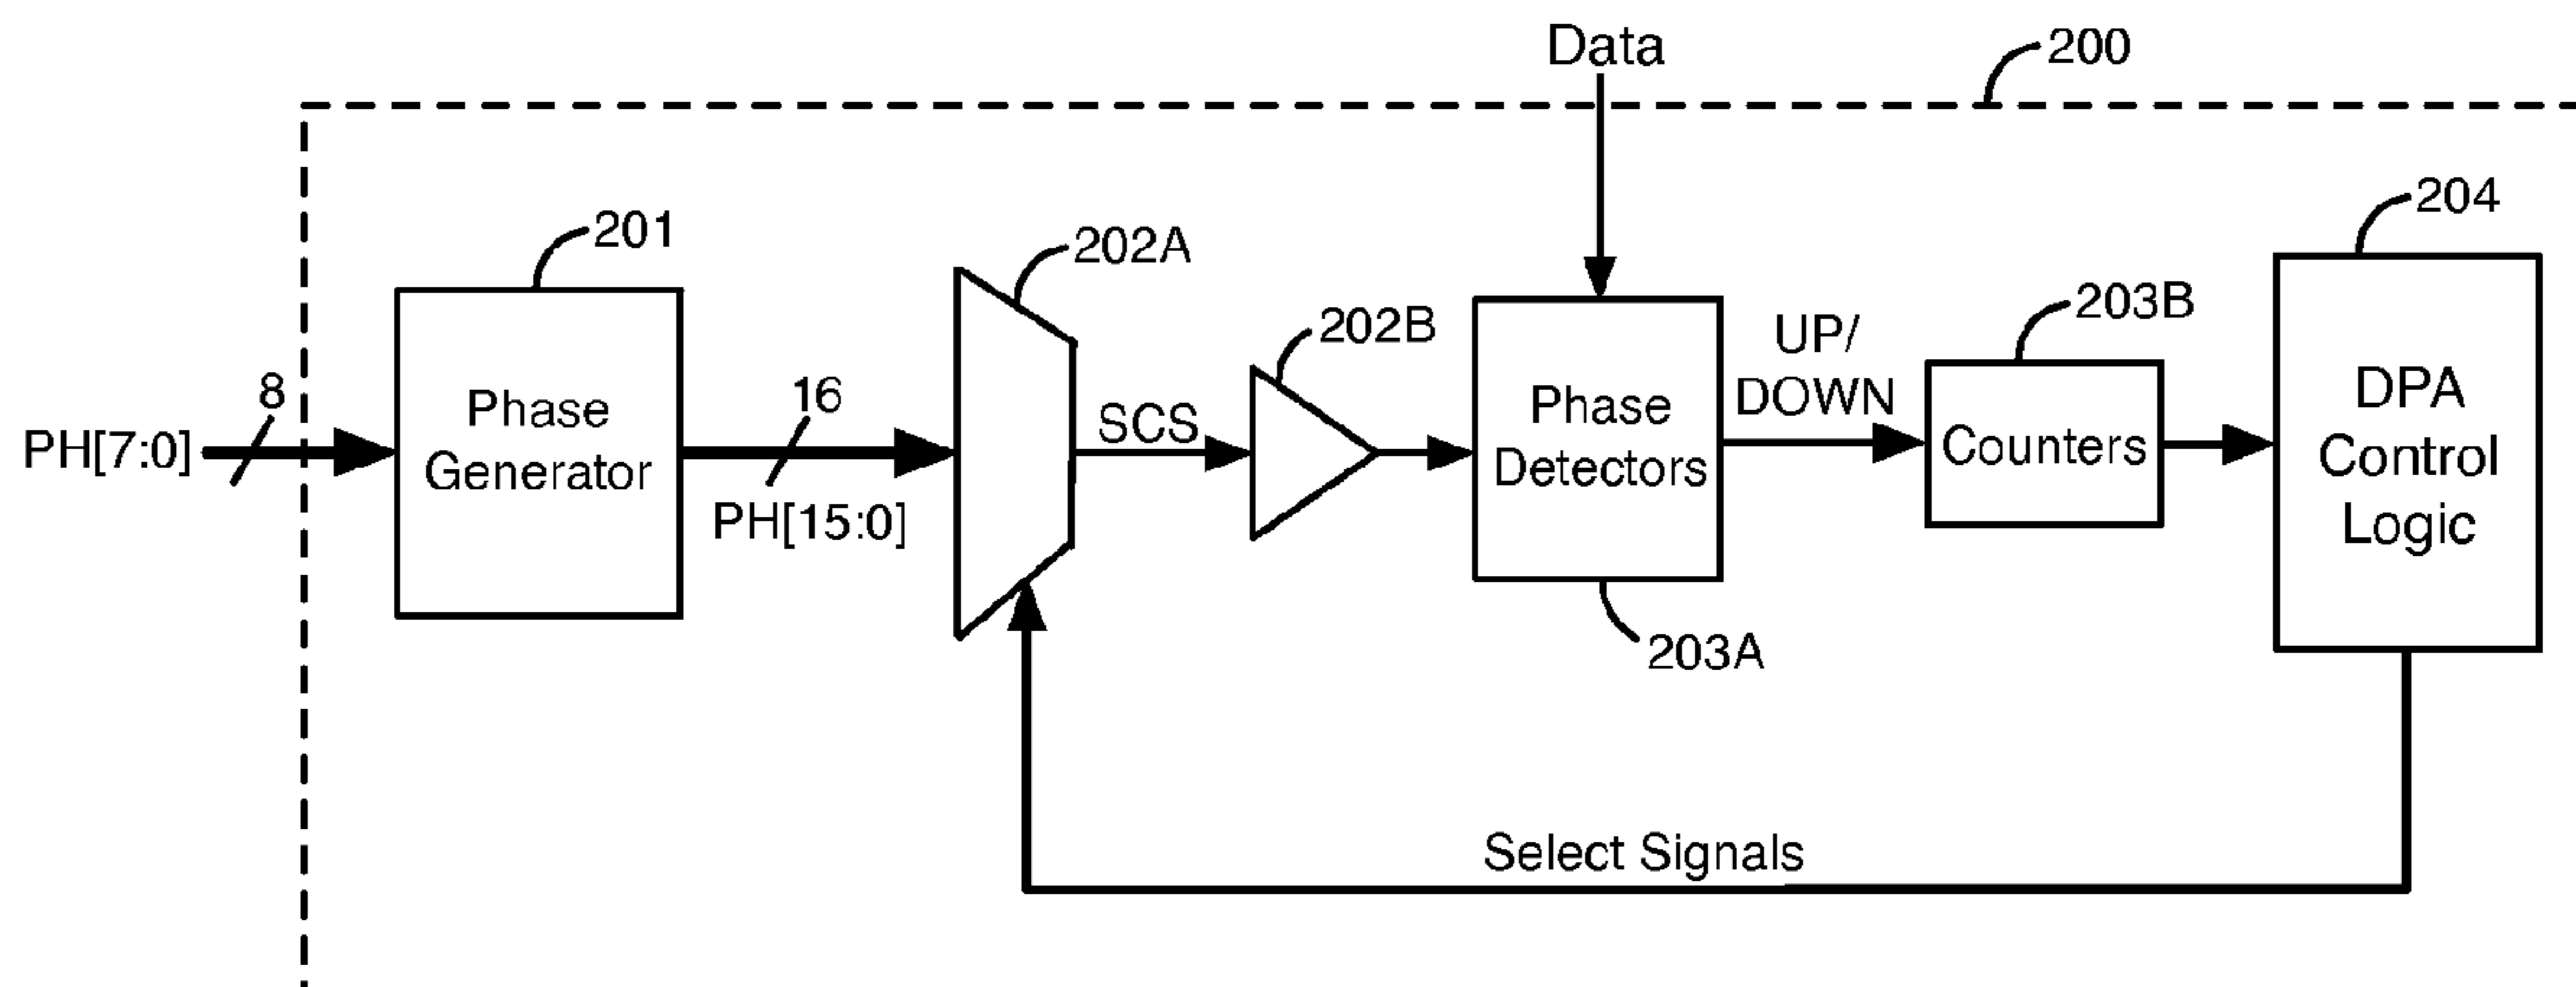 Data
200
201
202A
204
203B
202B
8
16
UP/
DOWN
PH[7:0]
Phase
Generator
PH[15:0]
SCS
Phase
Detectors
Counters
DPA
Control
Logic
203A
Select Signals